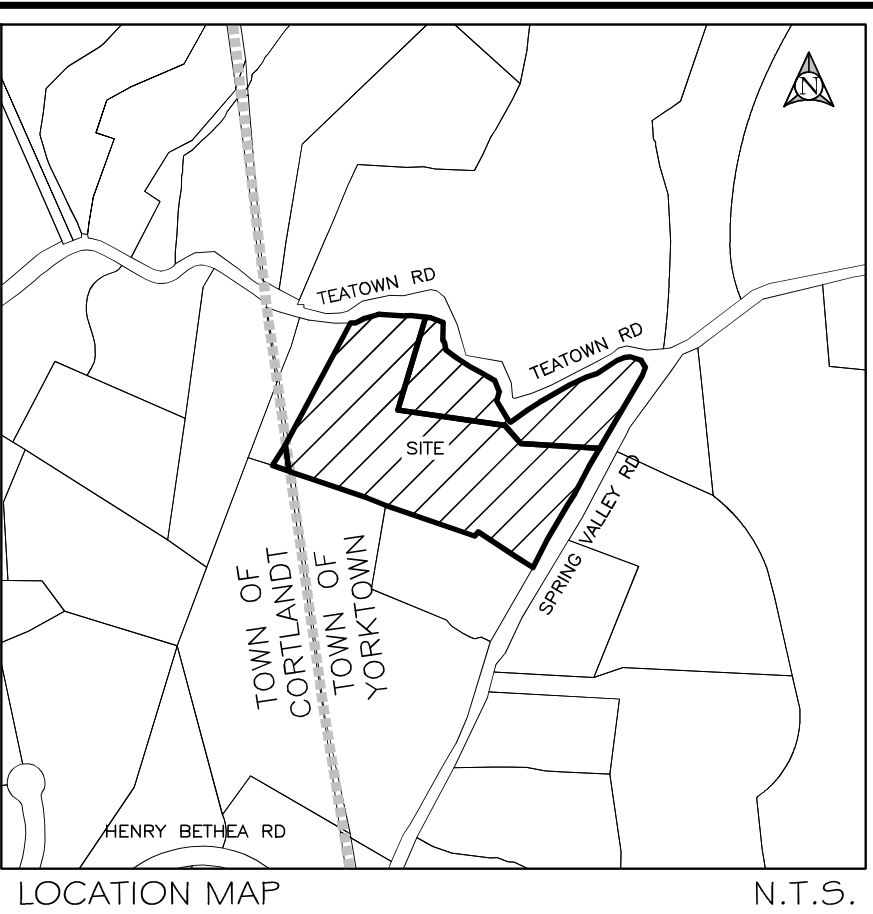 N
TEATOWN RD
TEATOWN RD
SITE
SPRING VALLEY RD
TOWN OF
CORTLANDT
TOWN OF
YORKTOWN
HENRY BETHEA RD
LOCATION MAP
N.T.S.